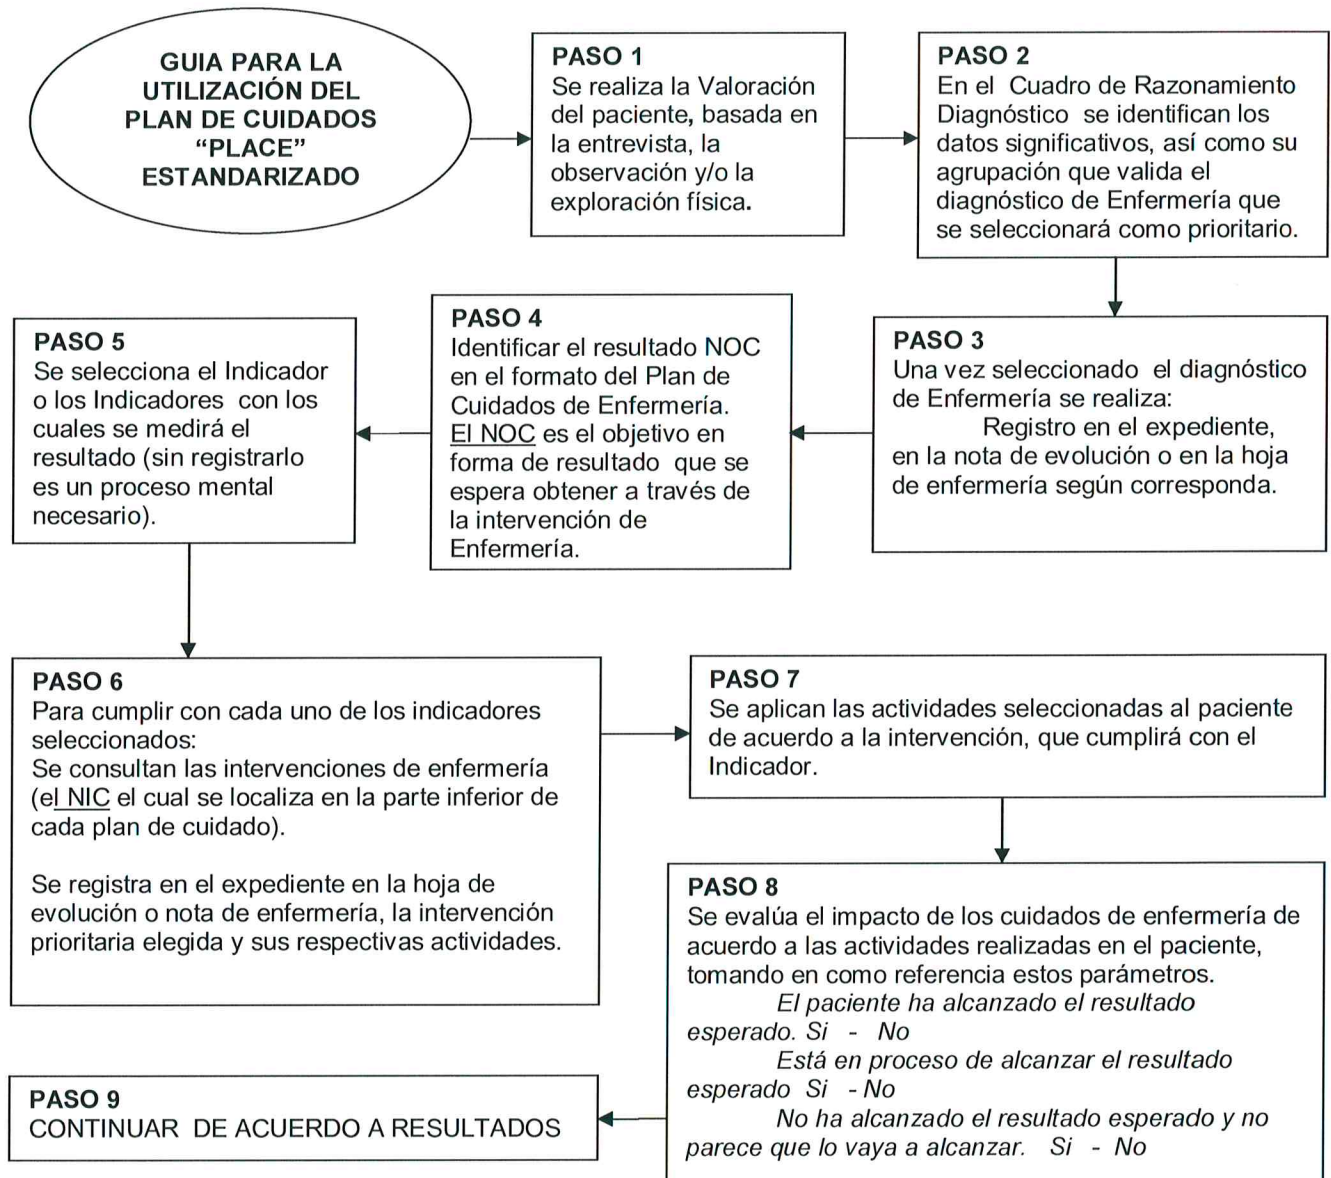 GUIA PARA LA
UTILIZACIÓN DEL
PLAN DE CUIDADOS
“PLACE”
ESTANDARIZADO
PASO 1
Se realiza la Valoración
del paciente, basada en
la entrevista, la
observación y/o la
exploración física.
PASO 2
En el Cuadro de Razonamiento
Diagnóstico se identifican los
datos significativos, así como su
agrupación que valida el
diagnóstico de Enfermería que
se seleccionará como prioritario.
PASO 3
Una vez seleccionado el diagnóstico
de Enfermería se realiza:
Registro en el expediente,
en la nota de evolución o en la hoja
de enfermería según corresponda.
PASO 4
Identificar el resultado NOC
en el formato del Plan de
Cuidados de Enfermería.
El NOC es el objetivo en
forma de resultado que se
espera obtener a través de
la intervención de
Enfermería.
PASO 5
Se selecciona el Indicador
o los Indicadores con los
cuales se medirá el
resultado (sin registrarlo
es un proceso mental
necesario).
PASO 6
Para cumplir con cada uno de los indicadores
seleccionados:
Se consultan las intervenciones de enfermería
(el NIC el cual se localiza en la parte inferior de
cada plan de cuidado).
Se registra en el expediente en la hoja de
evolución o nota de enfermería, la intervención
prioritaria elegida y sus respectivas actividades.
PASO 7
Se aplican las actividades seleccionadas al paciente
de acuerdo a la intervención, que cumplirá con el
Indicador.
PASO 8
Se evalúa el impacto de los cuidados de enfermería de
acuerdo a las actividades realizadas en el paciente,
tomando en como referencia estos parámetros.
El paciente ha alcanzado el resultado
esperado. Si - No
Está en proceso de alcanzar el resultado
esperado Si - No
No ha alcanzado el resultado esperado y no
parece que lo vaya a alcanzar. Si - No
PASO 9
CONTINUAR DE ACUERDO A RESULTADOS